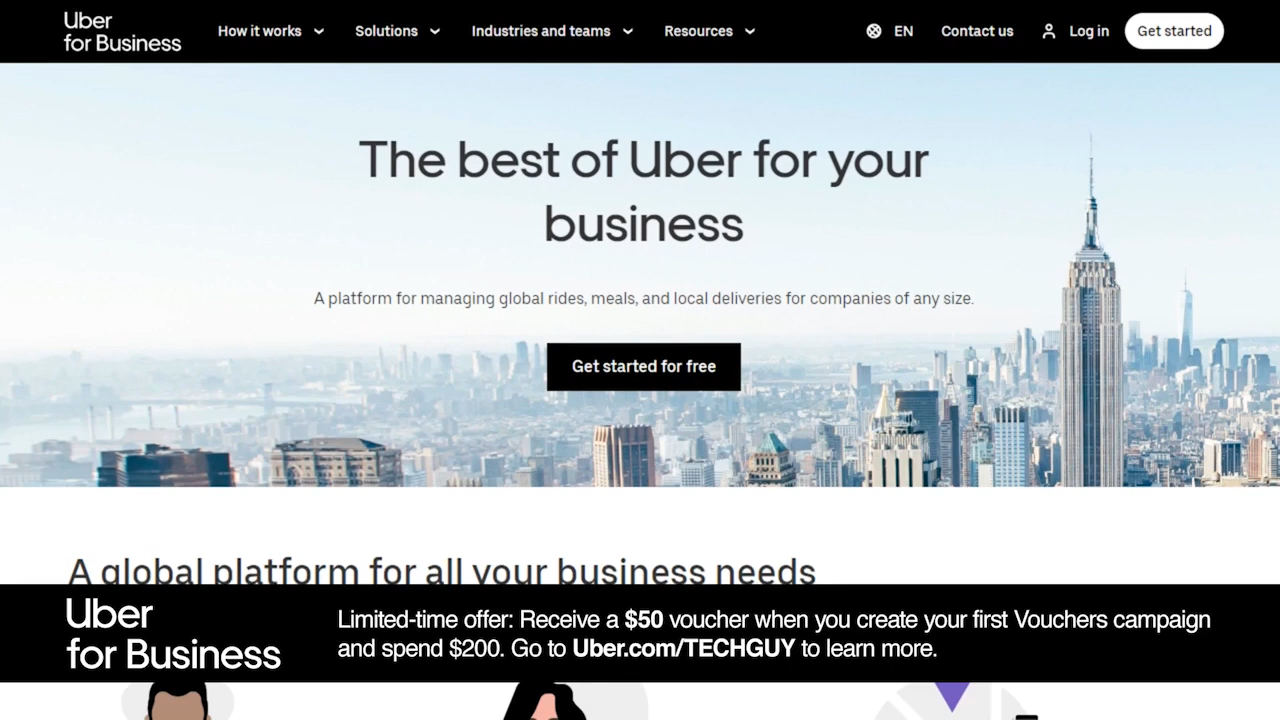 Uber
for Business
How it works
Solutions
Industries and teams
Resources
EN
Contact us
Log in
Get started
The best of Uber for your
business
A platform for managing global rides, meals, and local deliveries for companies of any size.
Get started for free
A global platform for all your business needs
Uber
for Business
Limited-time offer: Receive a $50 voucher when you create your first Vouchers campaign
and spend $200. Go to Uber.com/TECHGUY to learn more.